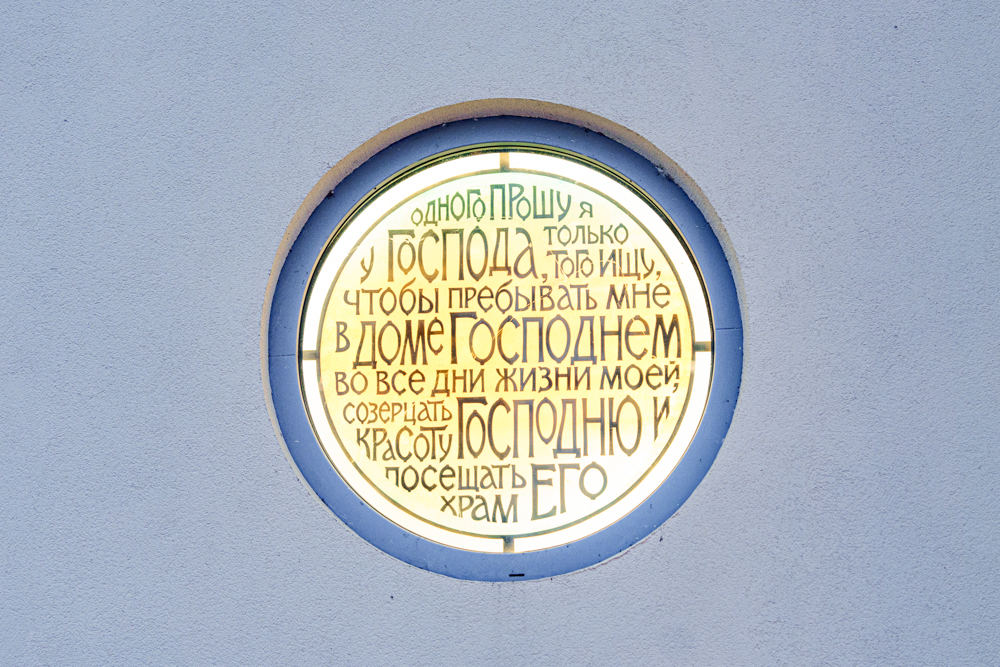 ОДНОГО ПРОШУ Я
У ГОСПОДА, ТОЛЬКО
ТОГО ИЩУ,
ЧТОБЫ ПРЕБЫВАТЬ МНЕ
В ДОМЕ ГОСПОДНЕМ
ВО ВСЕ ДНИ ЖИЗНИ МОЕЙ,
СОЗЕРЦАТЬ
КРАСОТУ ГОСПОДНЮ И
ПОСЕЩАТЬ
ХРАМ ЕГО